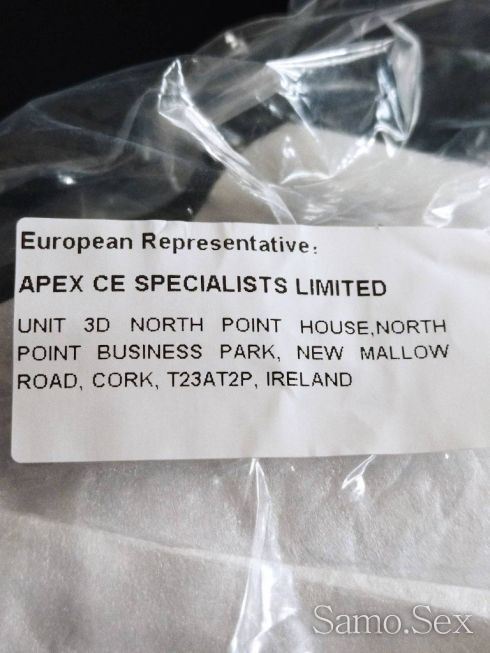 European Representative:
APEX CE SPECIALISTS LIMITED
UNIT 3D NORTH POINT HOUSE,NORTH
POINT BUSINESS PARK, NEW MALLOW
ROAD, CORK, T23AT2P, IRELAND
Samo.Sex